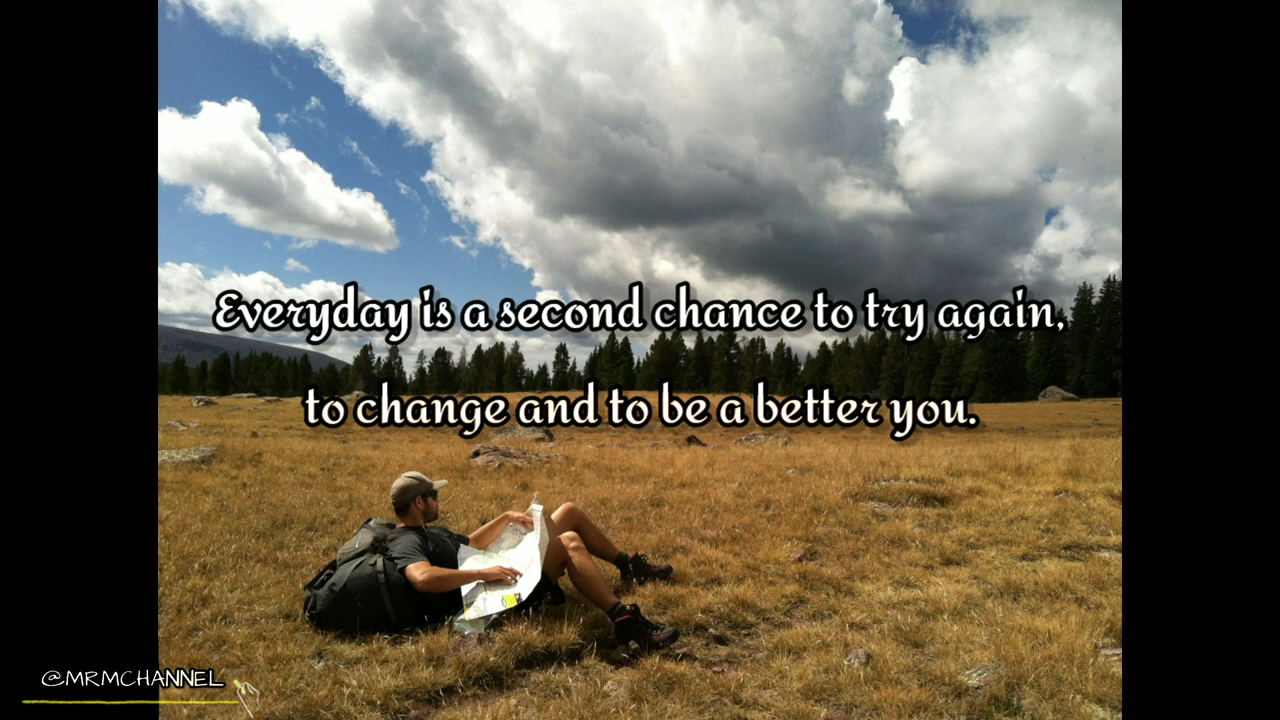 Everyday is a second chance to try again,
to change and to be a better you.
@MRMCHANNEL